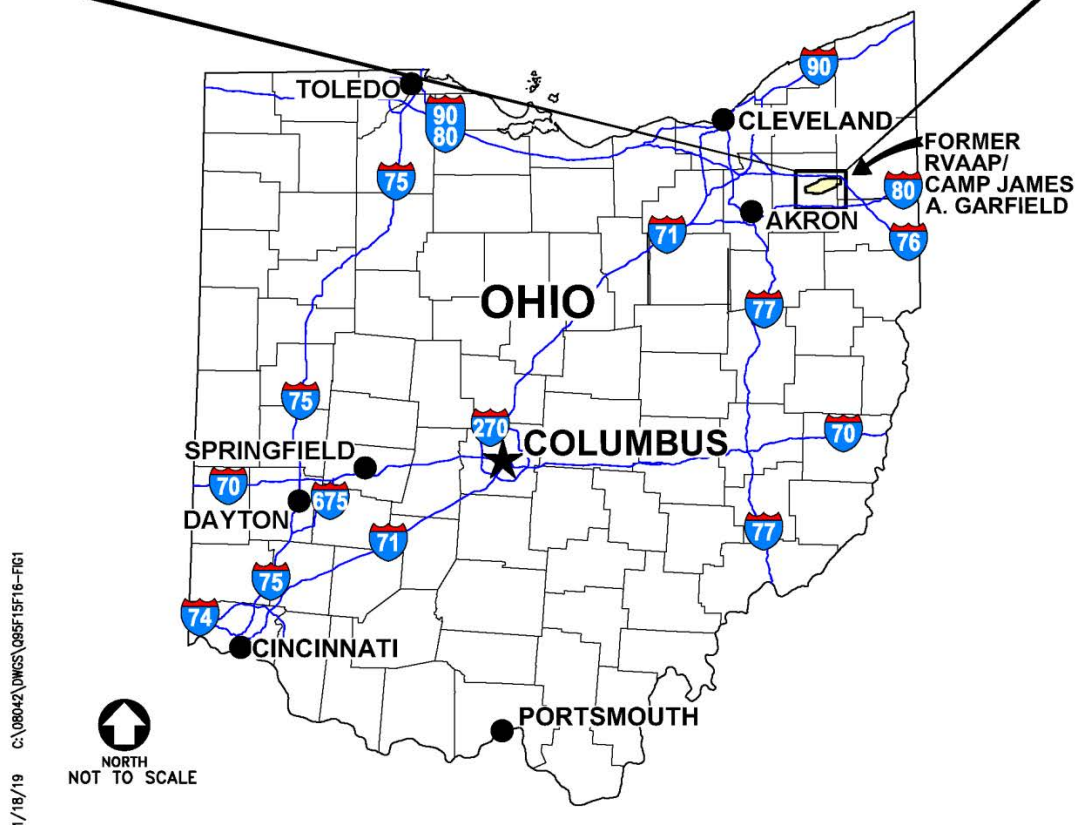 90
TOLEDO
CLEVELAND
90
80
FORMER
RVAAP/
CAMP JAMES
A. GARFIELD
75
80
AKRON
71
76
OHIO
77
75
270
COLUMBUS
70
SPRINGFIELD
70
675
DAYTON
71
77
75
74
CINCINNATI
PORTSMOUTH
NORTH
NOT TO SCALE
1/18/19 C:\08042\DWGS\Q95F15F16-FIG1